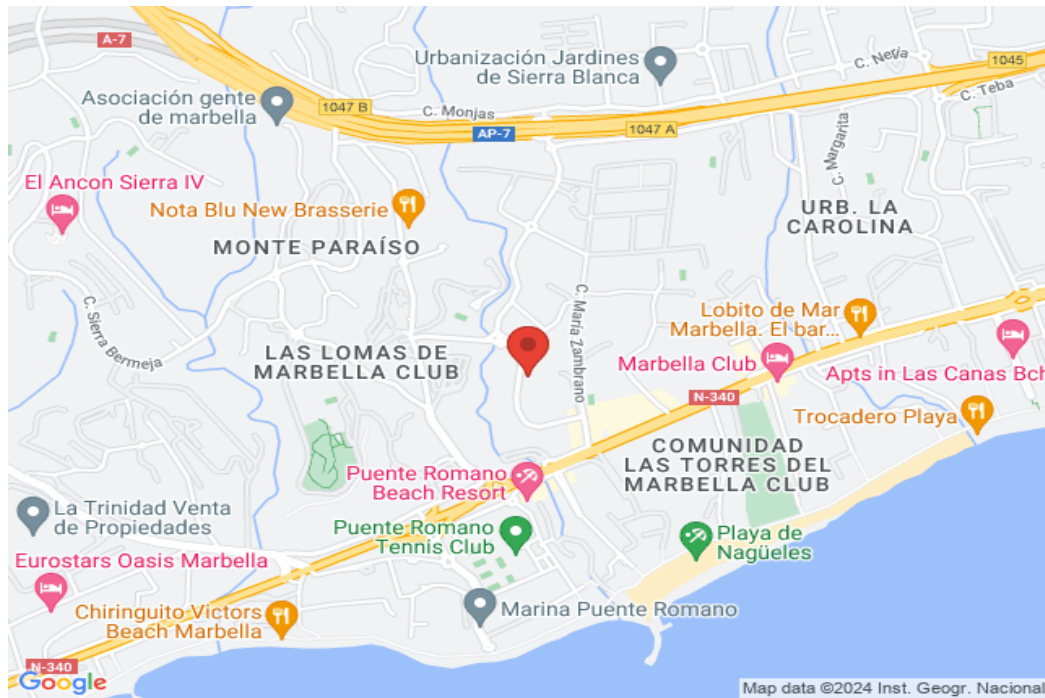 A-7
Urbanización Jardines
de Sierra Blanca
C. Nería
1045
C. Teba
Asociación gente
de marbella
1047 B
C. Monjas
AP-7
1047 A
C. Margarita
El Ancon Sierra IV
Nota Blu New Brasserie
MONTE PARAÍSO
URB. LA
CAROLINA
C. Sierra Bermeja
C. María Zambrano
Lobito de Mar
Marbella. El bar...
LAS LOMAS DE
MARBELLA CLUB
Marbella Club
Apts in Las Canas Bch
N-340
Trocadero Playa
COMUNIDAD
LAS TORRES DEL
MARBELLA CLUB
Puente Romano
Beach Resort
La Trinidad Venta
de Propiedades
Puente Romano
Tennis Club
Playa de
Nagüeles
Eurostars Oasis Marbella
Chiringuito Victors
Beach Marbella
Marina Puente Romano
N-340
Google
Map data ©2024 Inst. Geogr. Nacional